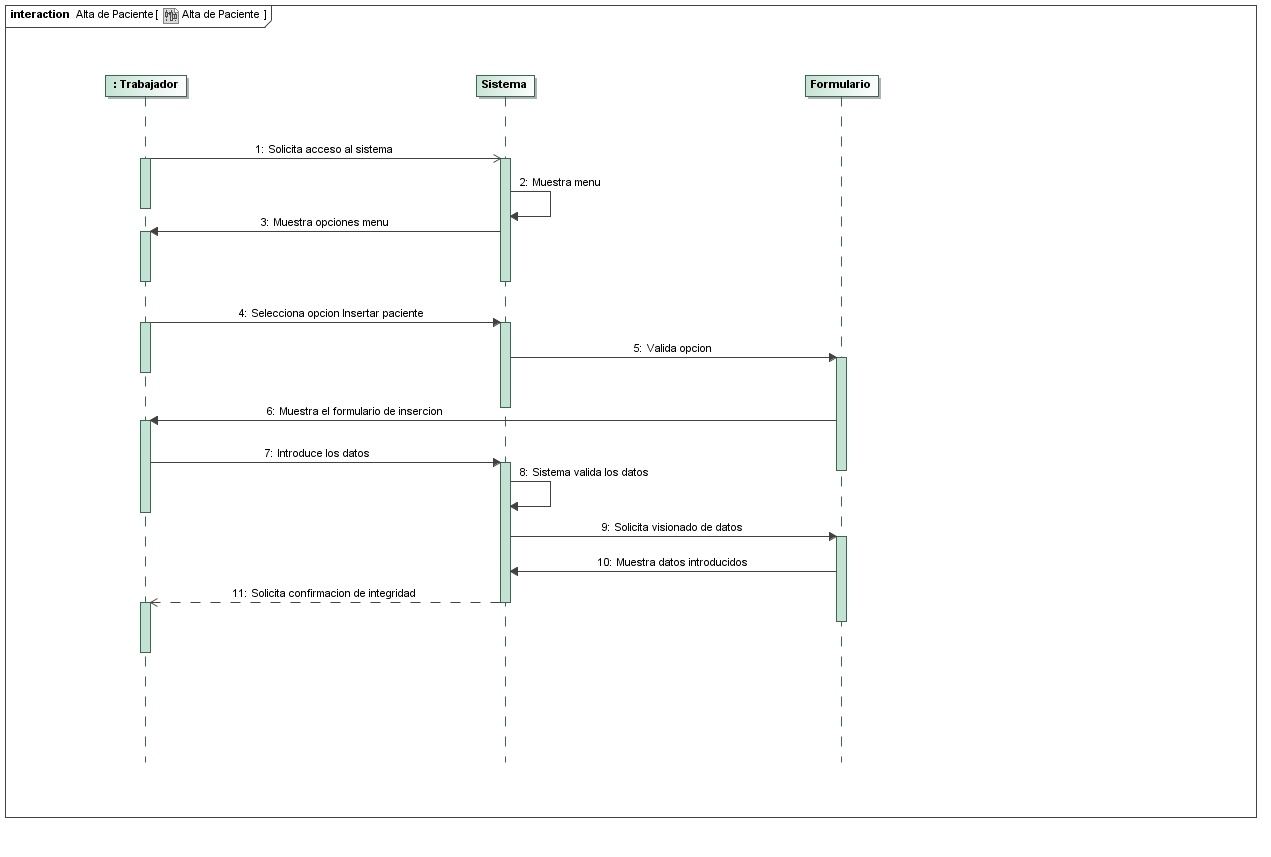 interaction Alta de Paciente [ Alta de Paciente ]
: Trabajador
Sistema
Formulario
1: Solicita acceso al sistema
2: Muestra menu
3: Muestra opciones menu
4: Selecciona opcion Insertar paciente
5: Valida opcion
6: Muestra el formulario de insercion
7: Introduce los datos
8: Sistema valida los datos
9: Solicita visionado de datos
10: Muestra datos introducidos
11: Solicita confirmacion de integridad